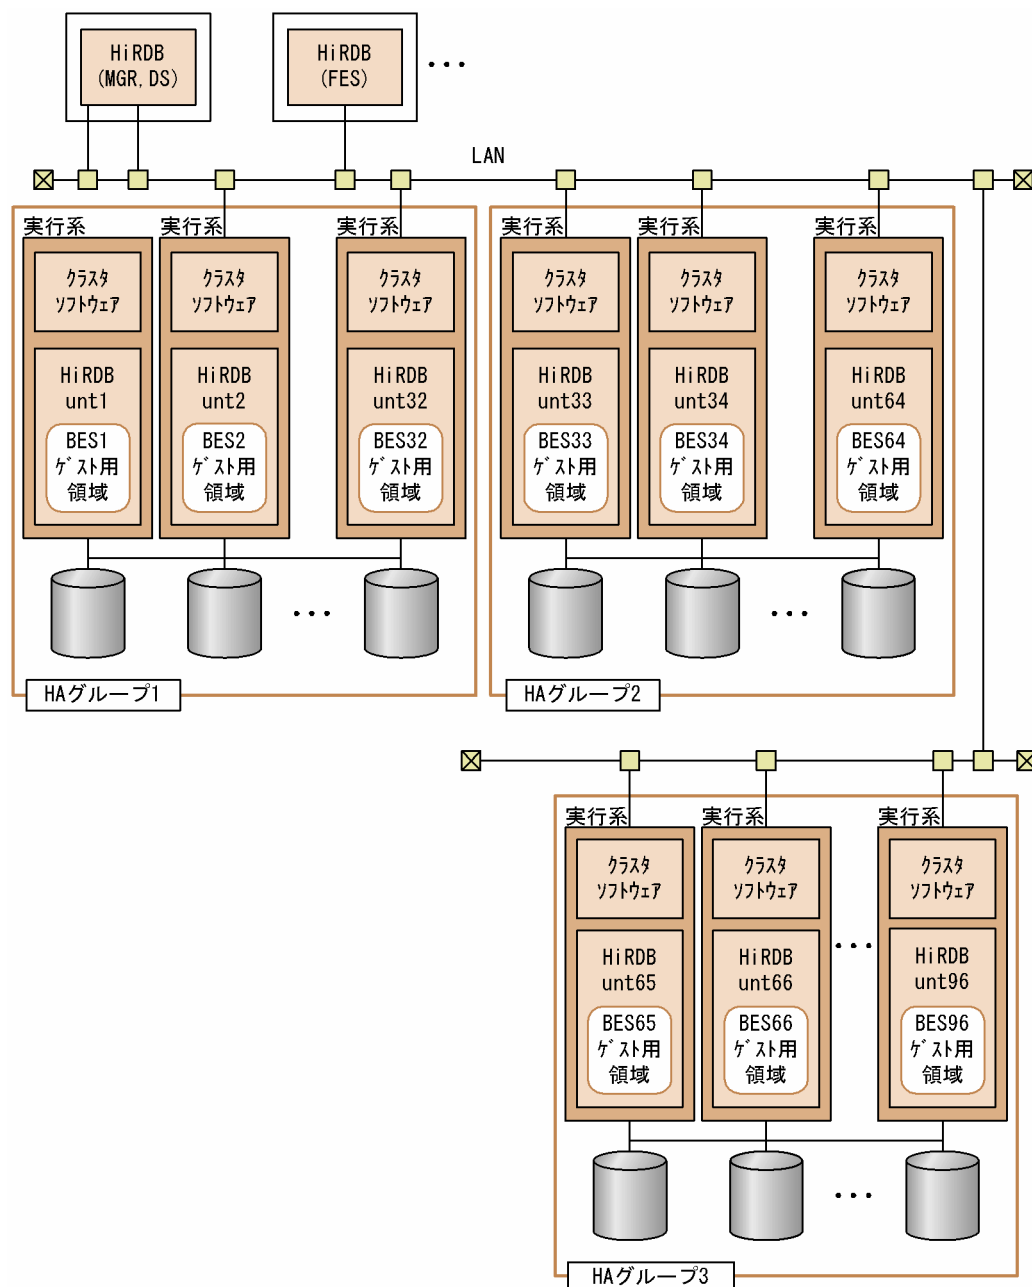 HiRDB
(MGR,DS)
HiRDB
(FES)
・・・
LAN
実行系
実行系
実行系
実行系
実行系
実行系
クラスタ
ソフトウェア
クラスタ
ソフトウェア
クラスタ
ソフトウェア
クラスタ
ソフトウェア
クラスタ
ソフトウェア
クラスタ
ソフトウェア
HiRDB
unt1
HiRDB
unt2
HiRDB
unt32
HiRDB
unt33
HiRDB
unt34
HiRDB
unt64
BES1
ゲスト用
領域
BES2
ゲスト用
領域
BES32
ゲスト用
領域
BES33
ゲスト用
領域
BES34
ゲスト用
領域
BES64
ゲスト用
領域
・・・
・・・
HAグループ1
HAグループ2
実行系
実行系
実行系
クラスタ
ソフトウェア
クラスタ
ソフトウェア
クラスタ
ソフトウェア
・・・
HiRDB
unt65
HiRDB
unt66
HiRDB
unt96
BES65
ゲスト用
領域
BES66
ゲスト用
領域
BES96
ゲスト用
領域
・・・
HAグループ3